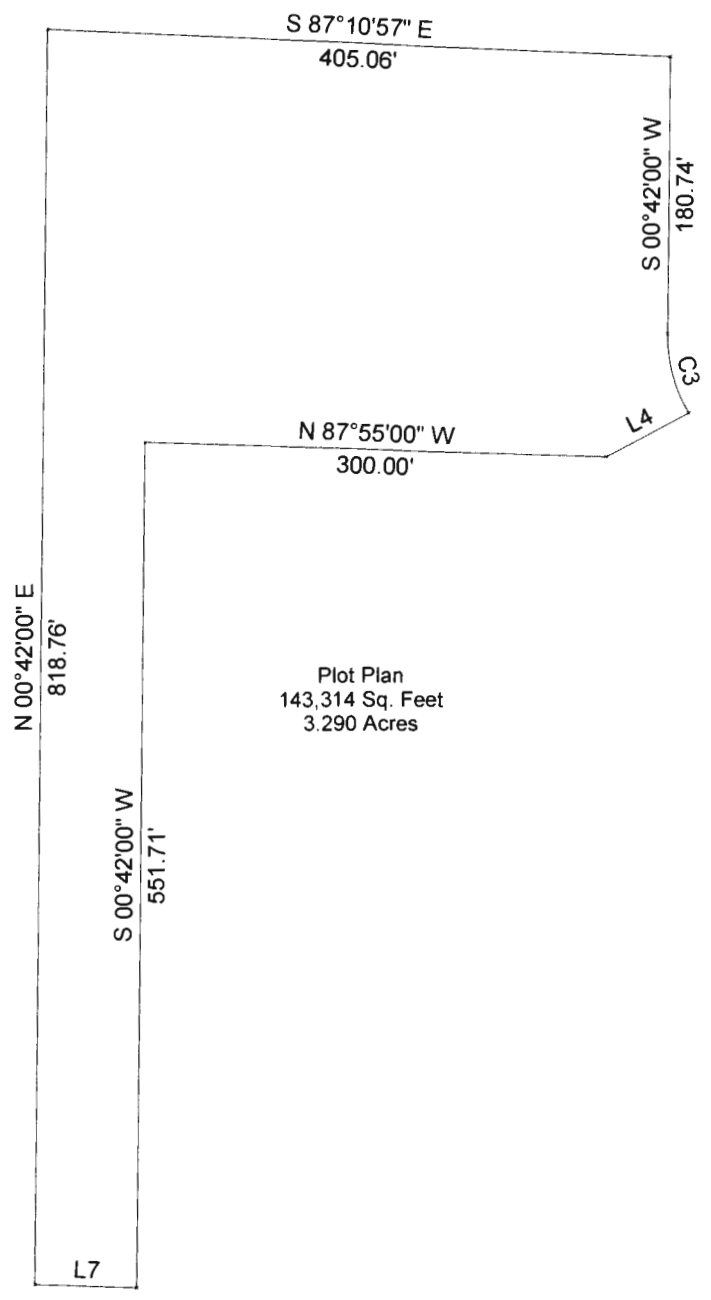 S 87°10'57" E
405.06'
S 00°42'00" W
180.74'
C3
L4
N 87°55'00" W
300.00'
N 00°42'00" E
818.76'
Plot Plan
143,314 Sq. Feet
3.290 Acres
S 00°42'00" W
551.71'
L7